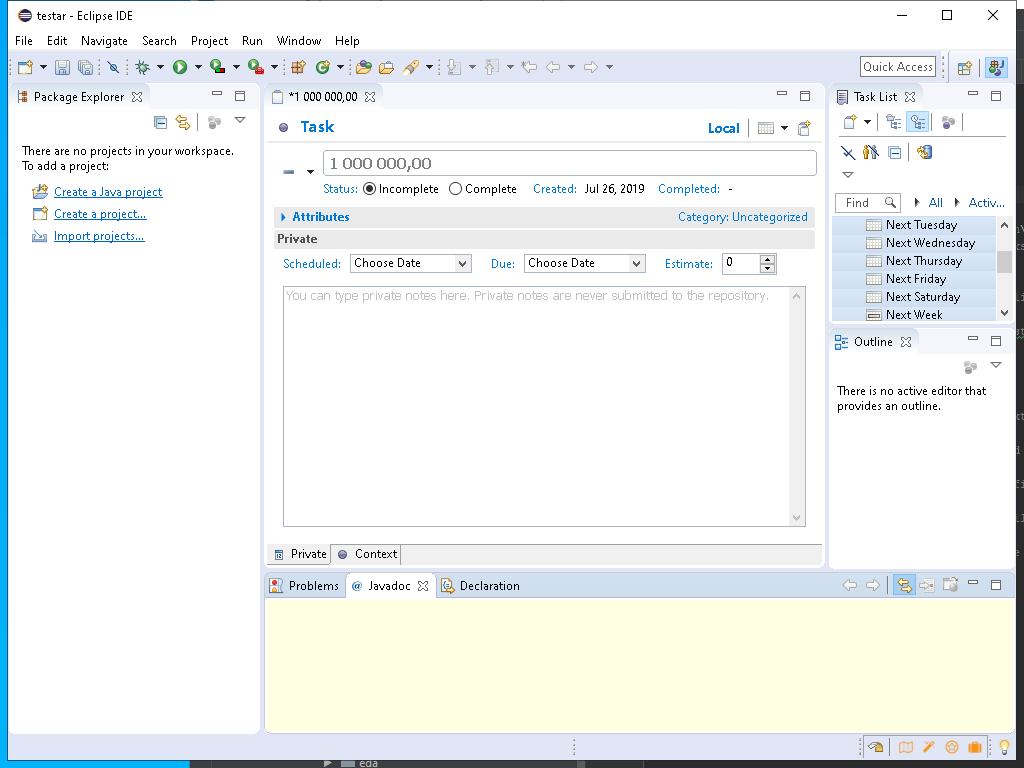 testar - Eclipse IDE
File Edit Navigate Search Project Run Window Help
Quick Access
Package Explorer
There are no projects in your workspace.
To add a project:
Create a Java project
Create a project...
Import projects...
*1 000 000,00
Task
Local
1 000 000,00
Status: Incomplete Complete Created: Jul 26, 2019 Completed: -
Attributes
Category: Uncategorized
Private
Scheduled: Choose Date Due: Choose Date Estimate: 0
You can type private notes here. Private notes are never submitted to the repository.
Private Context
Task List
Find All Activ...
Next Tuesday
Next Wednesday
Next Thursday
Next Friday
Next Saturday
Next Week
Outline
There is no active editor that
provides an outline.
Problems @ Javadoc Declaration
eda